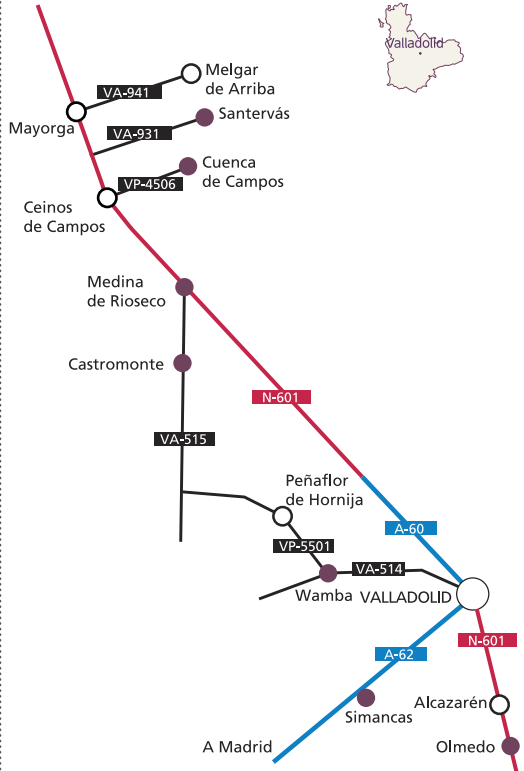 Valladolid
Melgar
de Arriba
VA-941
Santervás
Mayorga
VA-931
Cuenca
de Campos
VP-4506
Ceinos
de Campos
Medina
de Rioseco
Castromonte
N-601
VA-515
Peñaflor
de Hornija
A-60
VP-5501
VA-514
Wamba
VALLADOLID
N-601
A-62
Alcazarén
Simancas
A Madrid
Olmedo